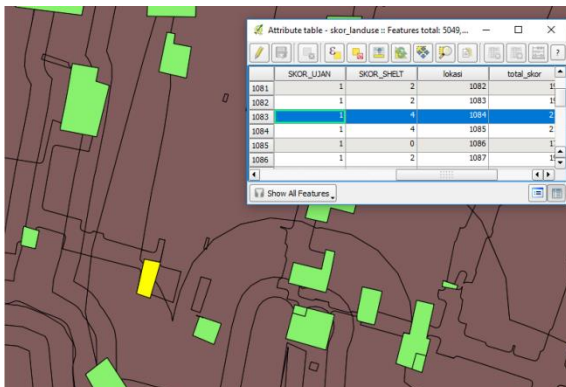 Attribute table - skor_landuse :: Features total: 5049,...
SKOR_UJAN SKOR_SHELT lokasi total_skor
1081 1 2 1082
1082 1 2 1083
1083 1 4 1084
1084 1 4 1085
1085 1 0 1086
1086 1 2 1087
Show All Features